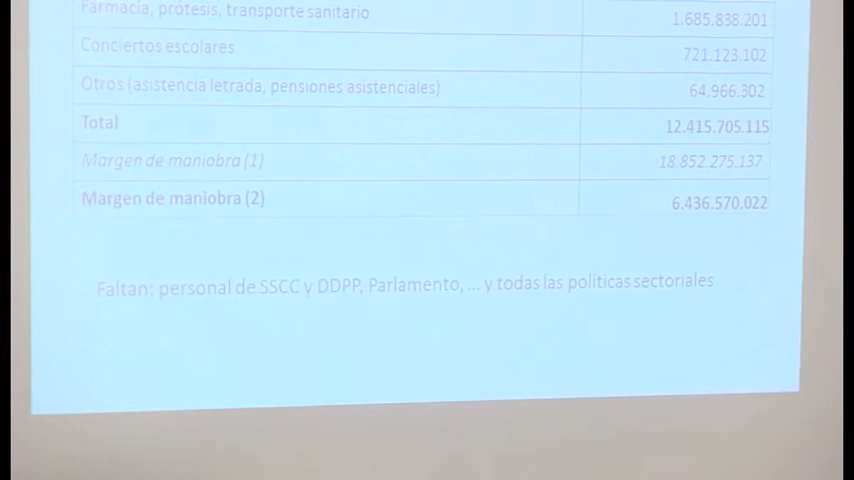 Farmacia, prótesis, transporte sanitario 1.685.838.201
Conciertos escolares 721.123.102
Otros (asistencia letrada, pensiones asistenciales) 64.966.302
Total 12.415.705.115
Margen de maniobra (1) 18.852.275.137
Margen de maniobra (2) 6.436.570.022
Faltan: personal de SSCC y DDPP, Parlamento, ... y todas las políticas sectoriales